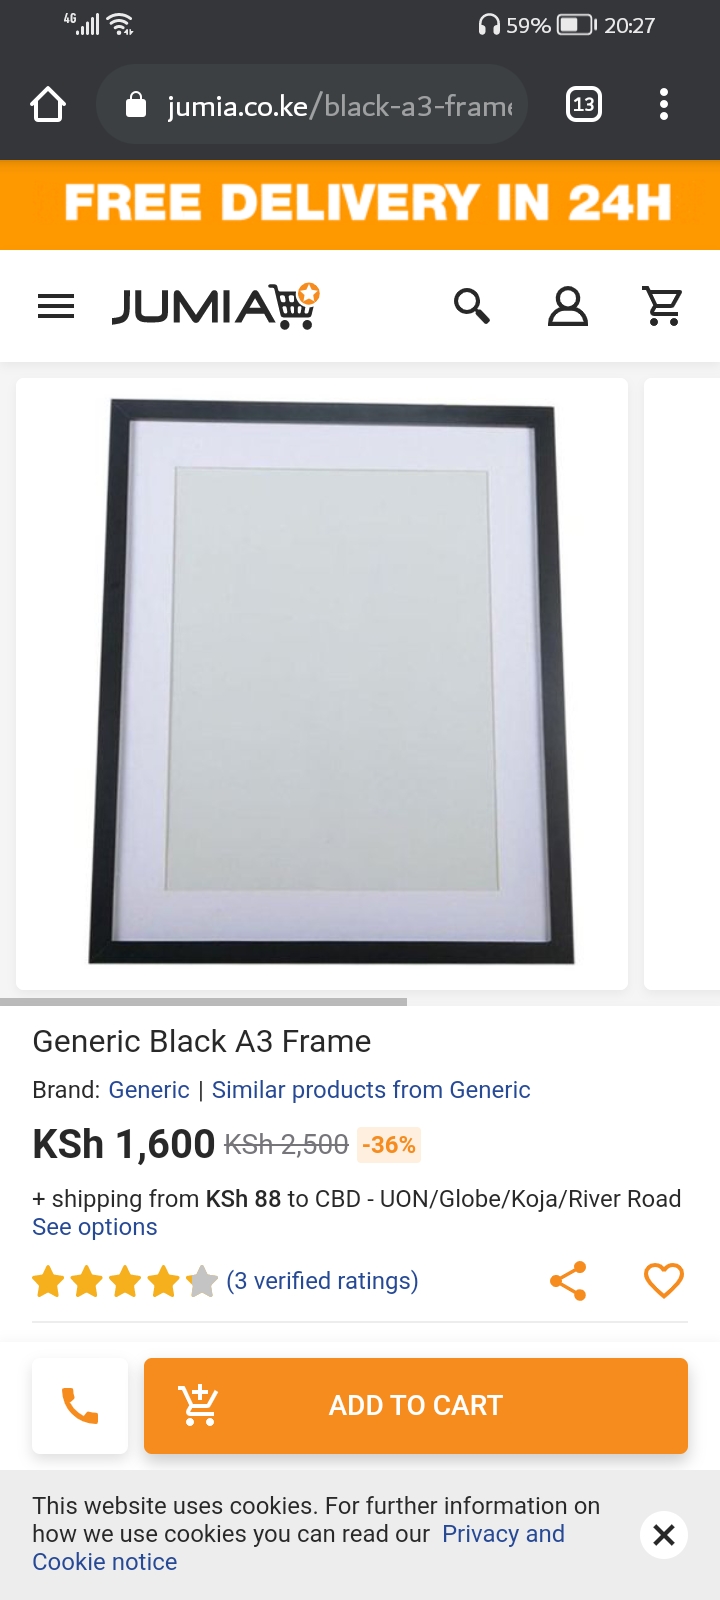 4G 59% 20:27
jumia.co.ke/black-a3-frame 13
FREE DELIVERY IN 24H
JUMIA
Generic Black A3 Frame
Brand: Generic | Similar products from Generic
KSh 1,600 KSh 2,500 -36%
+ shipping from KSh 88 to CBD - UON/Globe/Koja/River Road
See options
(3 verified ratings)
ADD TO CART
This website uses cookies. For further information on
how we use cookies you can read our Privacy and
Cookie notice